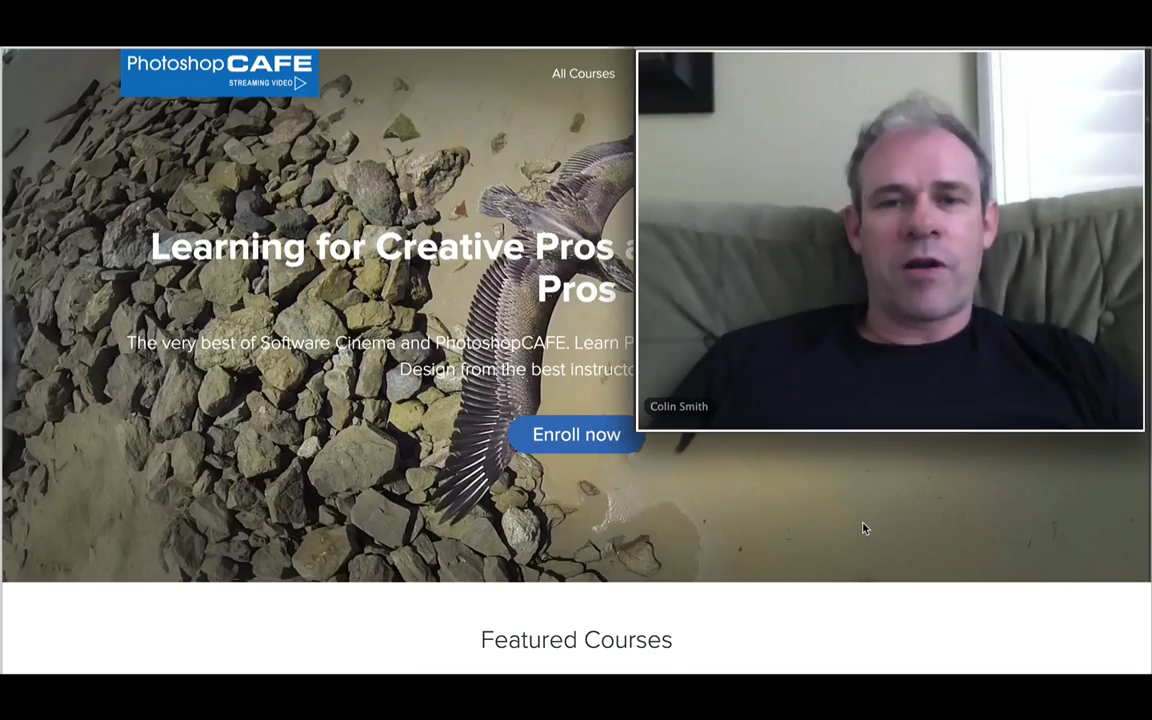 PhotoshopCAFE
STREAMING VIDEO
All Courses
Learning for Creative Pros
Pros
The very best of Software Cinema and PhotoshopCAFE. Learn
Design from the best
Enroll now
Colin Smith
Featured Courses